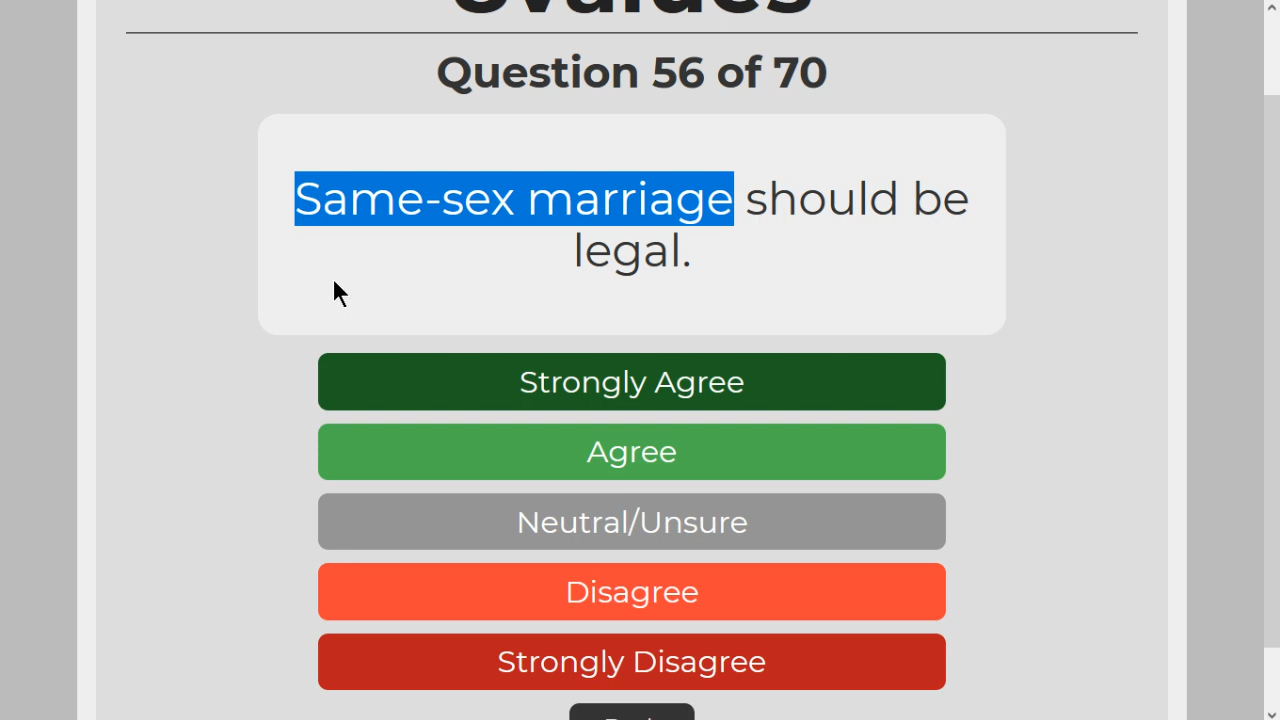 Question 56 of 70
Same-sex marriage should be
legal.
Strongly Agree
Agree
Neutral/Unsure
Disagree
Strongly Disagree